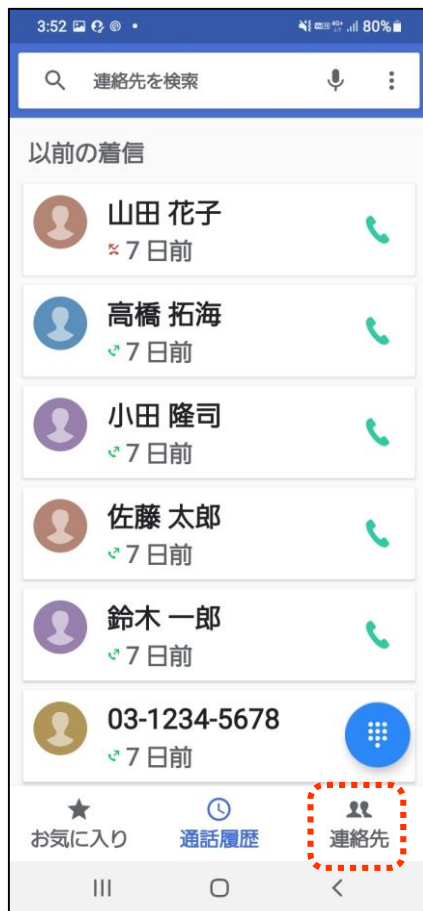 3:52
80%
連絡先を検索
以前の着信
山田 花子
7 日前
高橋 拓海
7 日前
小田 隆司
7 日前
佐藤 太郎
7 日前
鈴木 一郎
7 日前
03-1234-5678
7 日前
お気に入り 通話履歴 連絡先